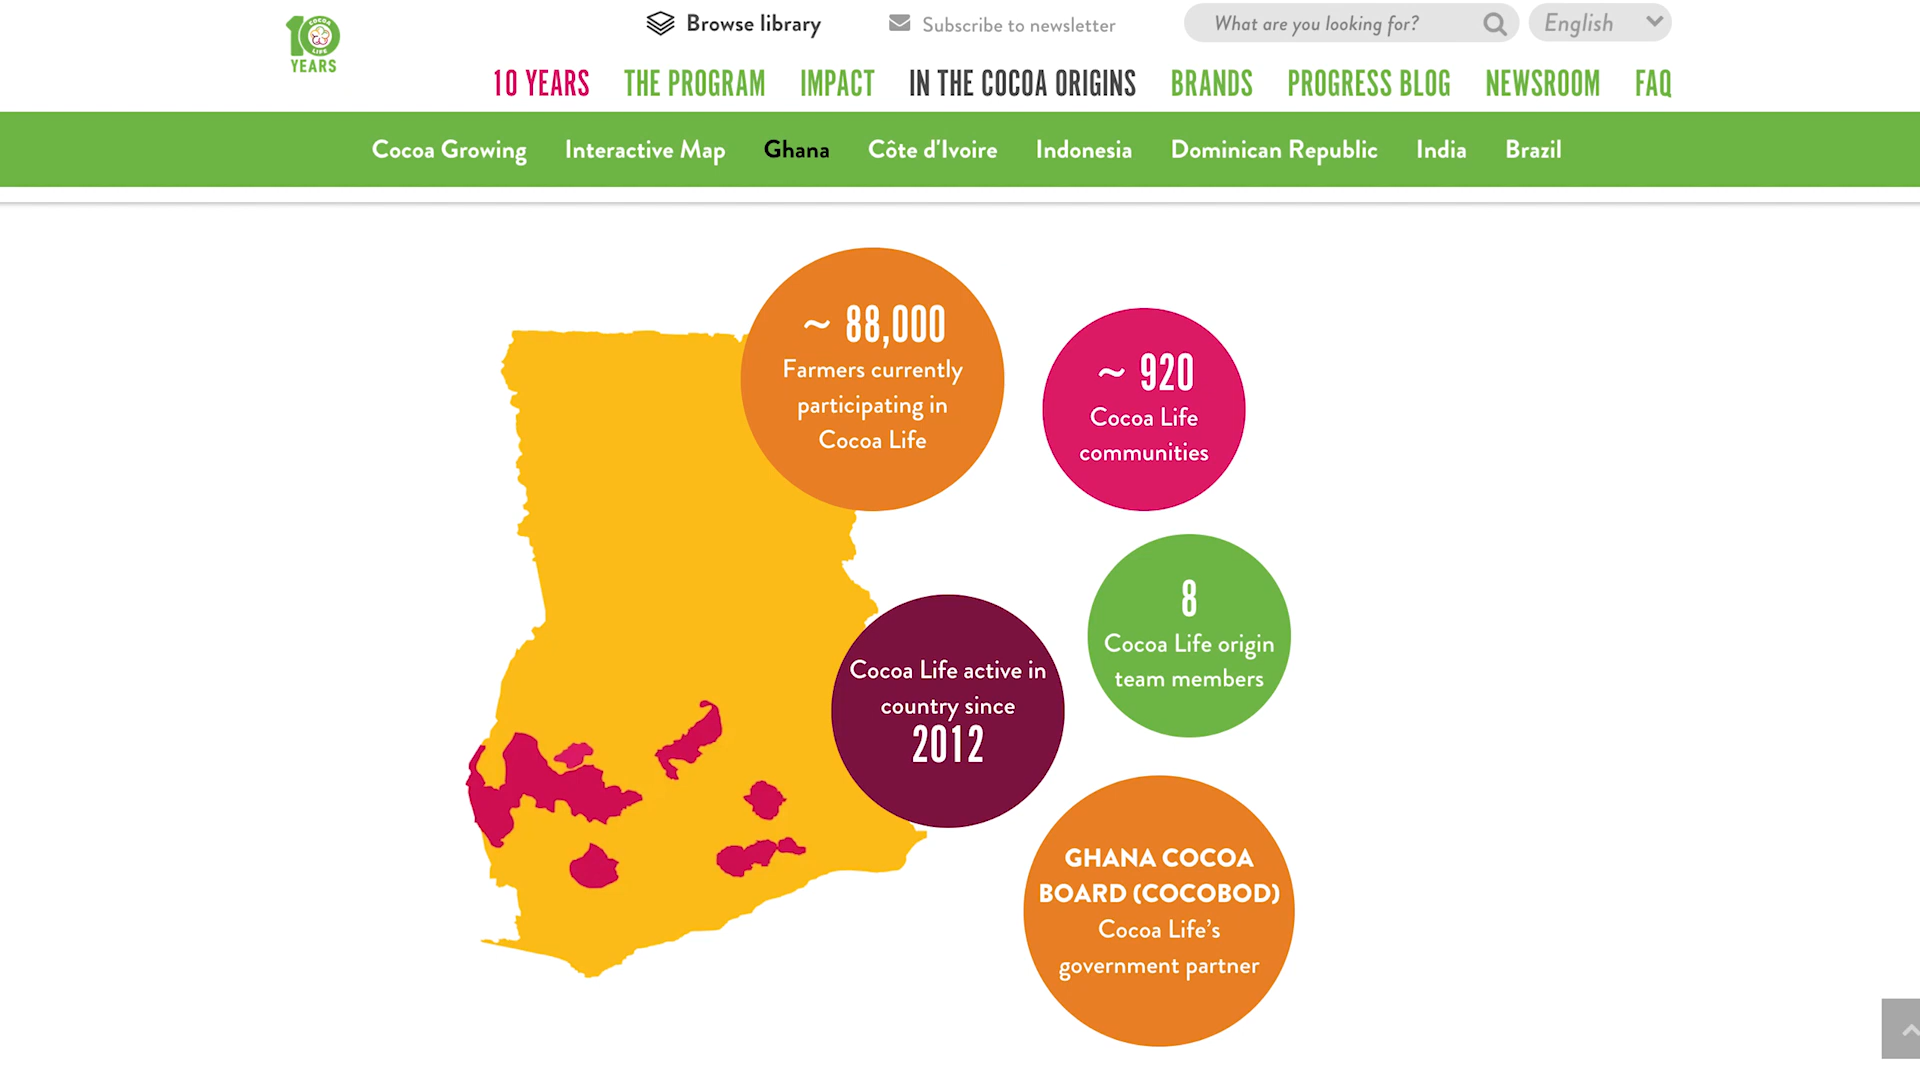 10
COCOA
LIFE
YEARS
Browse library
Subscribe to newsletter
What are you looking for?
English
10 YEARS
THE PROGRAM
IMPACT
IN THE COCOA ORIGINS
BRANDS
PROGRESS BLOG
NEWSROOM
FAQ
Cocoa Growing
Interactive Map
Ghana
Côte d'Ivoire
Indonesia
Dominican Republic
India
Brazil
~ 88,000
Farmers currently
participating in
Cocoa Life
~ 920
Cocoa Life
communities
8
Cocoa Life origin
team members
Cocoa Life active in
country since
2012
GHANA COCOA
BOARD (COCOBOD)
Cocoa Life's
government partner